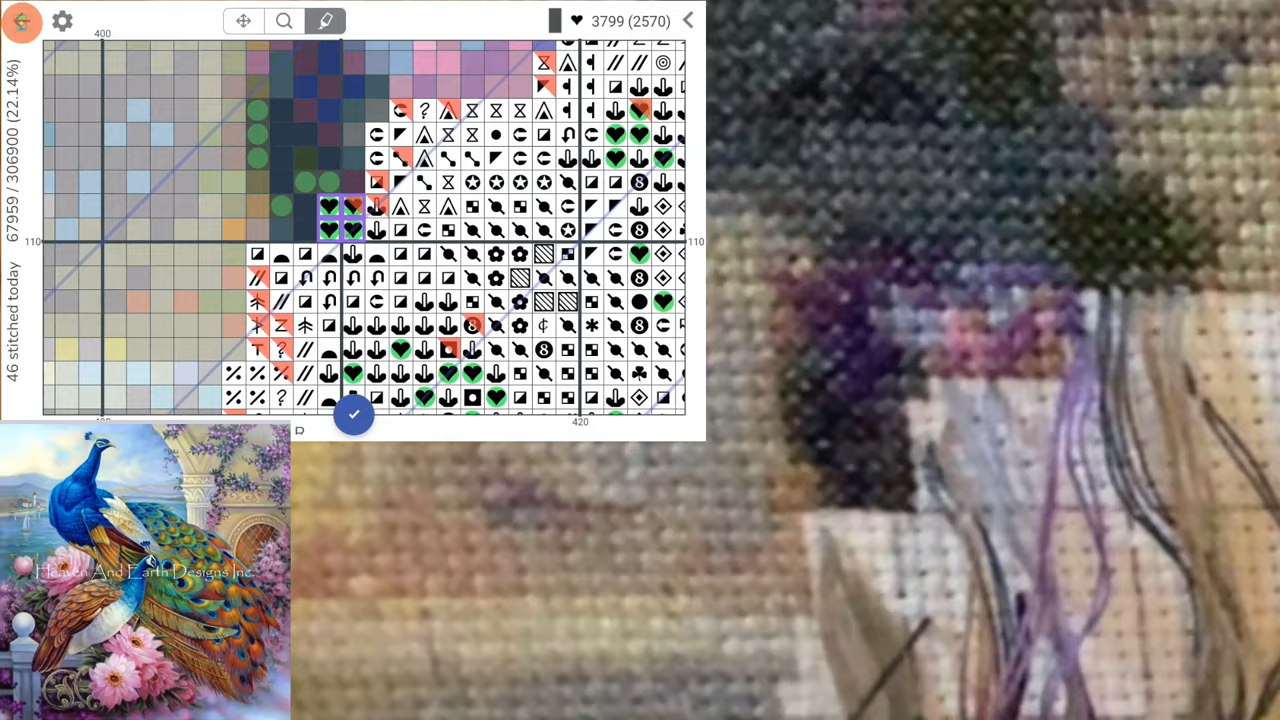 3799 (2570)
400
46 stitched today 67959 / 306900 (22.14%)
110
110
420
Heaven And Earth Designs Inc.